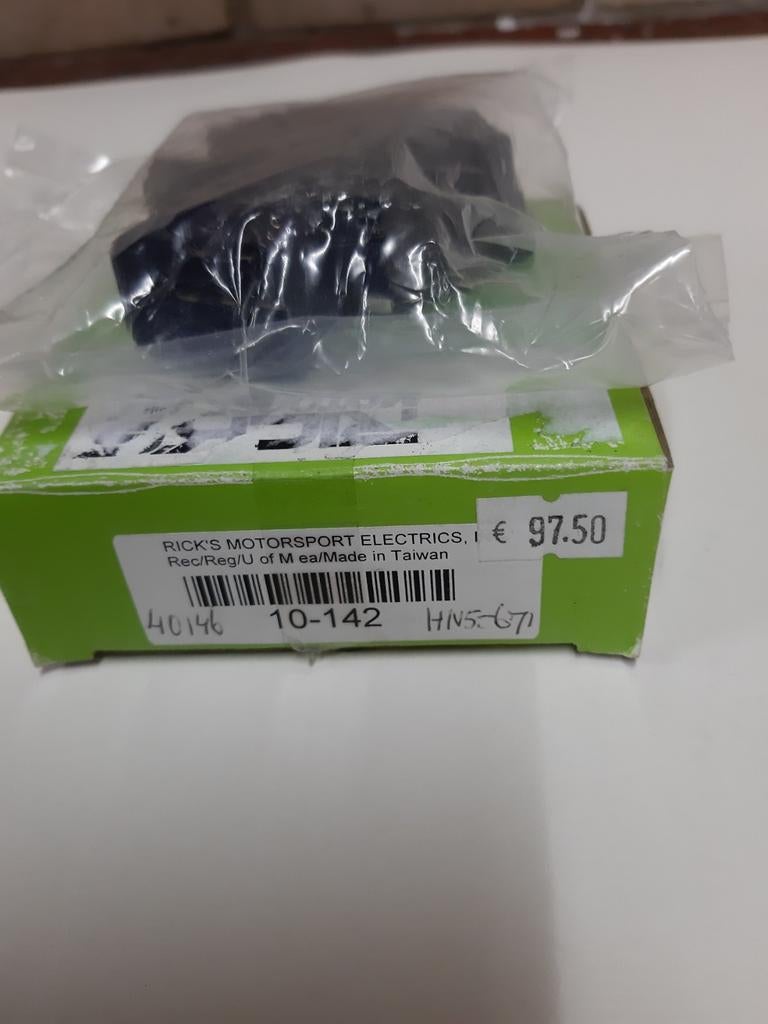 RICK'S MOTORSPORT ELECTRICS,
€ 97.50
Rec/Reg/U of M ea/Made in Taiwan
40146 10-142 HN5-671